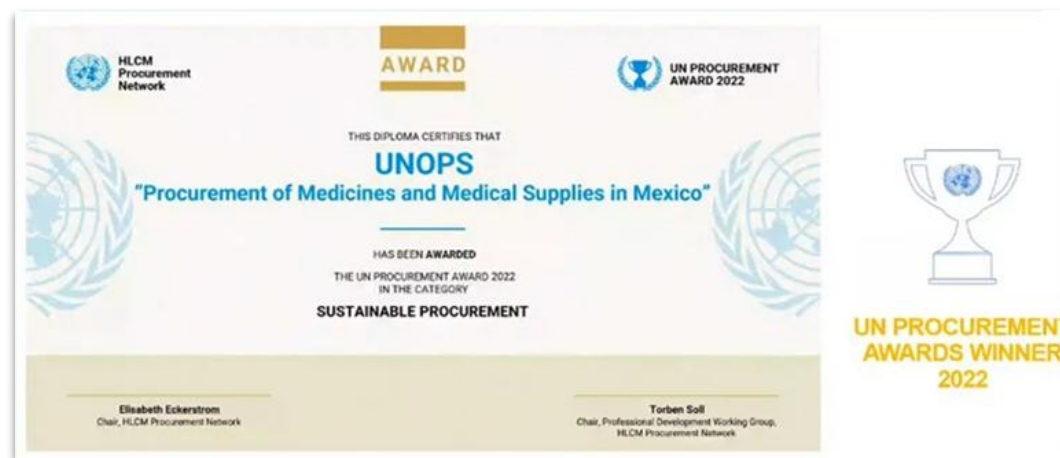 HLCM
Procurement
Network
AWARD
UN PROCUREMENT
AWARD 2022
THIS DIPLOMA CERTIFIES THAT
UNOPS
"Procurement of Medicines and Medical Supplies in Mexico"
HAS BEEN AWARDED
THE UN PROCUREMENT AWARD 2022
IN THE CATEGORY
SUSTAINABLE PROCUREMENT
Elisabeth Eckerstrom
Chair, HLCM Procurement Network
Torben Soll
Chair, Professional Development Working Group,
HLCM Procurement Network
UN PROCUREMENT
AWARDS WINNER
2022